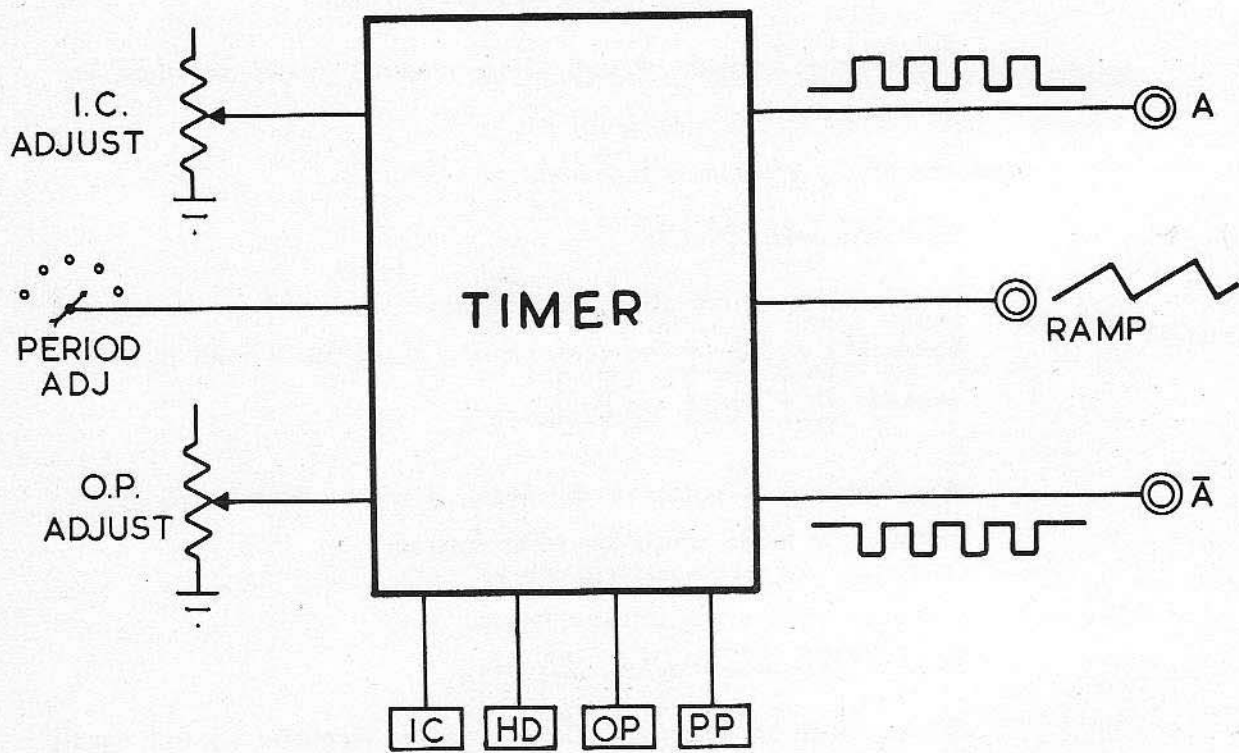 I.C.
ADJUST
PERIOD
ADJ
O.P.
ADJUST
TIMER
A
RAMP
Ā
IC HD OP PP